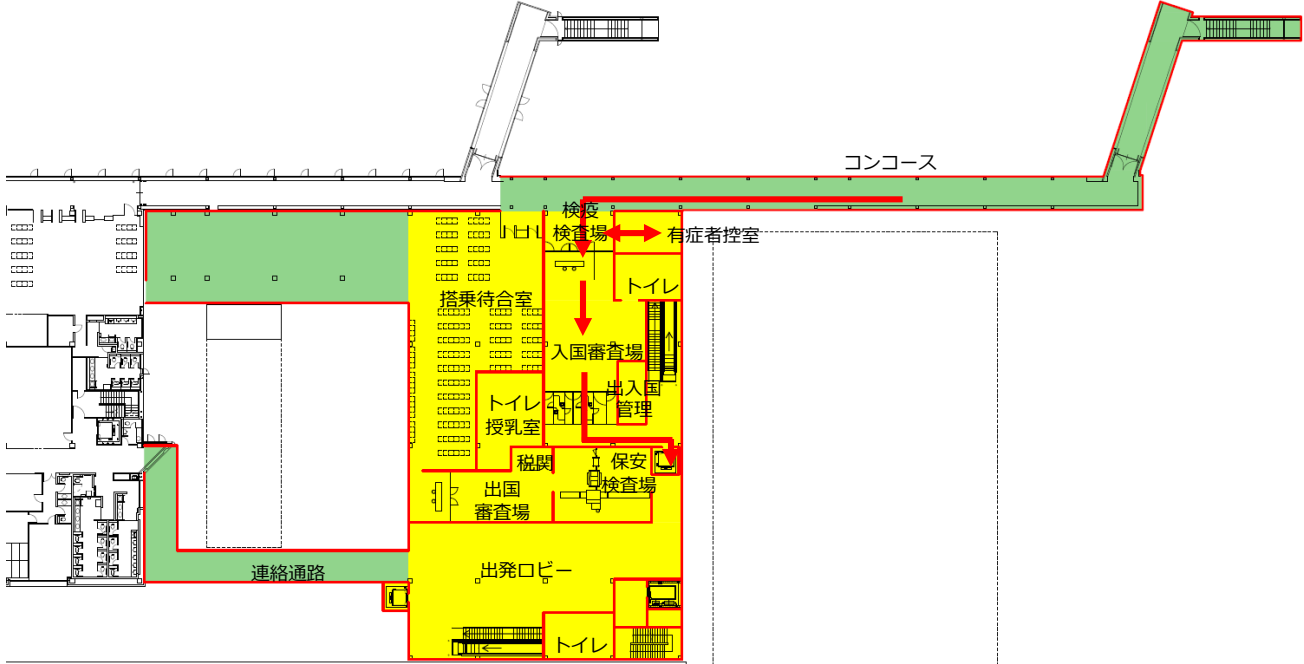 コンコース
検疫
検査場
有症者控室
トイレ
搭乗待合室
入国審査場
出入国
管理
トイレ
授乳室
税関
保安
検査場
出国
審査場
連絡通路
出発ロビー
トイレ